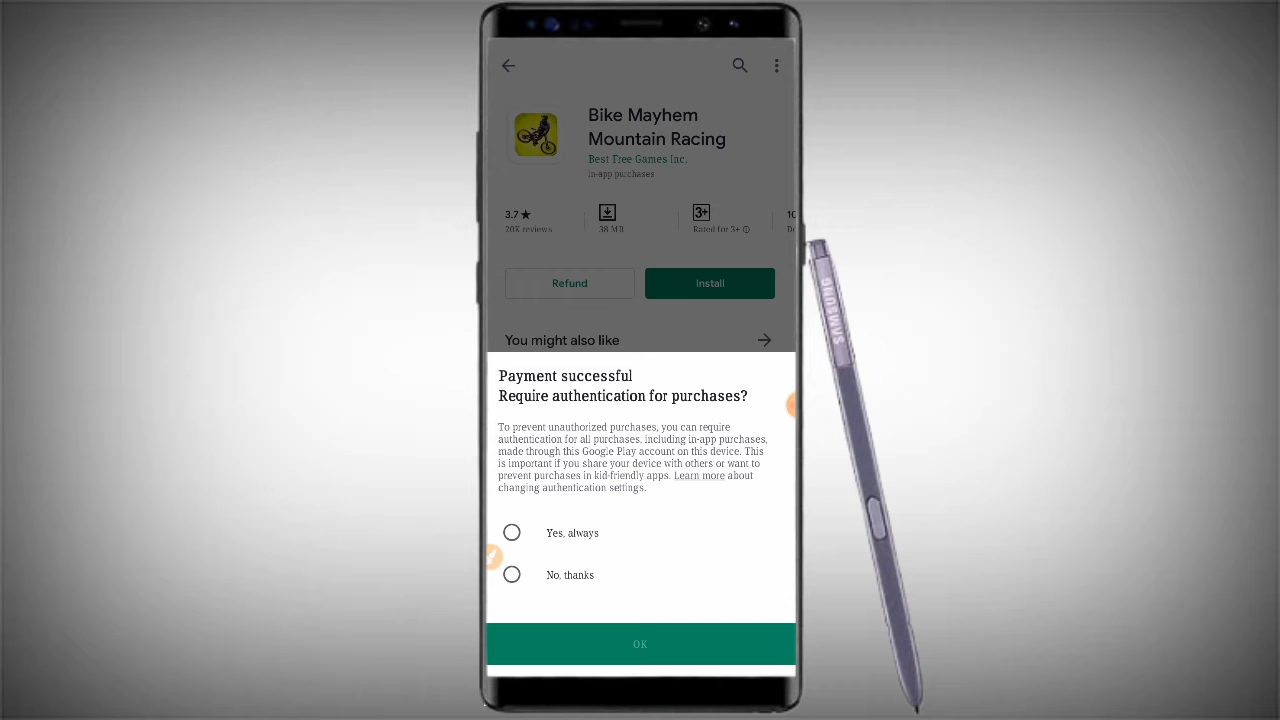 Bike Mayhem
Mountain Racing
Best Free Games Inc.
in-app purchases
3.7★
20K reviews
38 MB
3+
Rated for 3+
10
Refund
Install
You might also like
Payment successful
Require authentication for purchases?
To prevent unauthorized purchases, you can require
authentication for all purchases, including in-app purchases,
made through this Google Play account on this device. This
is important if you share your device with others or want to
prevent purchases in kid-friendly apps. Learn more about
changing authentication settings.
Yes, always
No, thanks
OK
SAMSUNG